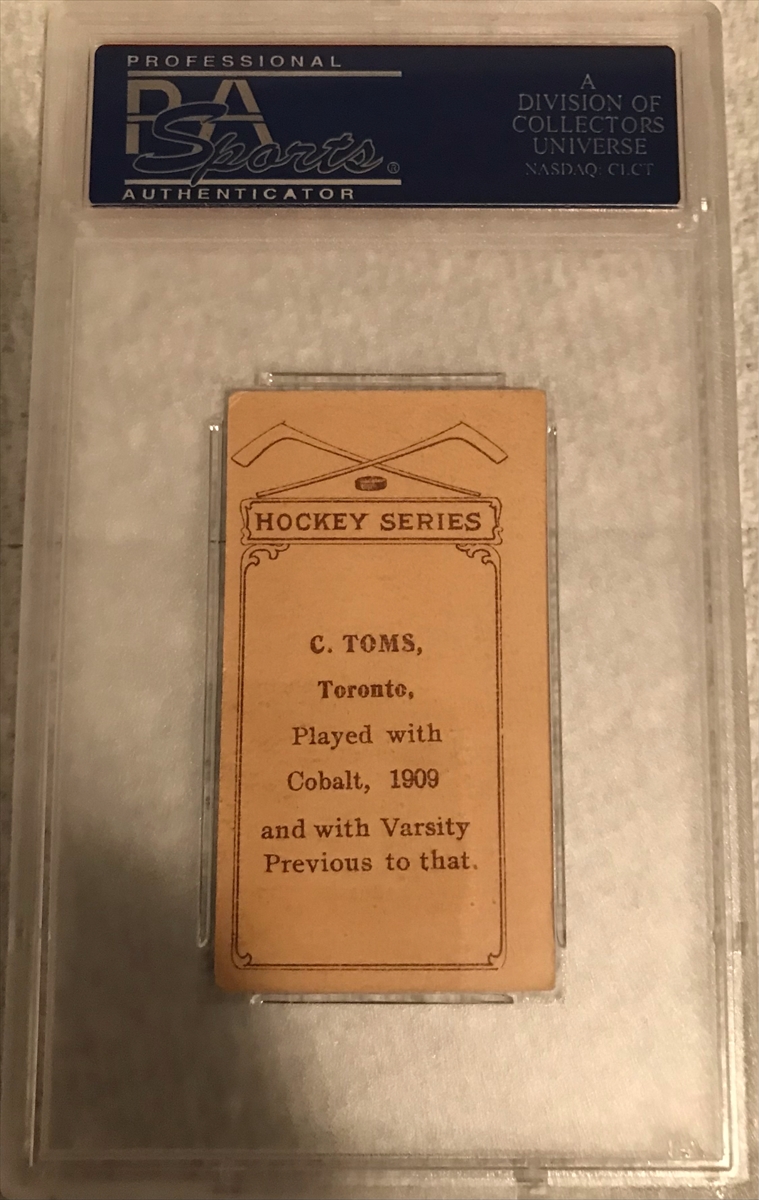 PROFESSIONAL
PSA
Sports®
AUTHENTICATOR
A
DIVISION OF
COLLECTORS
UNIVERSE
NASDAQ: CLCT
HOCKEY SERIES
C. TOMS,
Toronto,
Played with
Cobalt, 1909
and with Varsity
Previous to that.